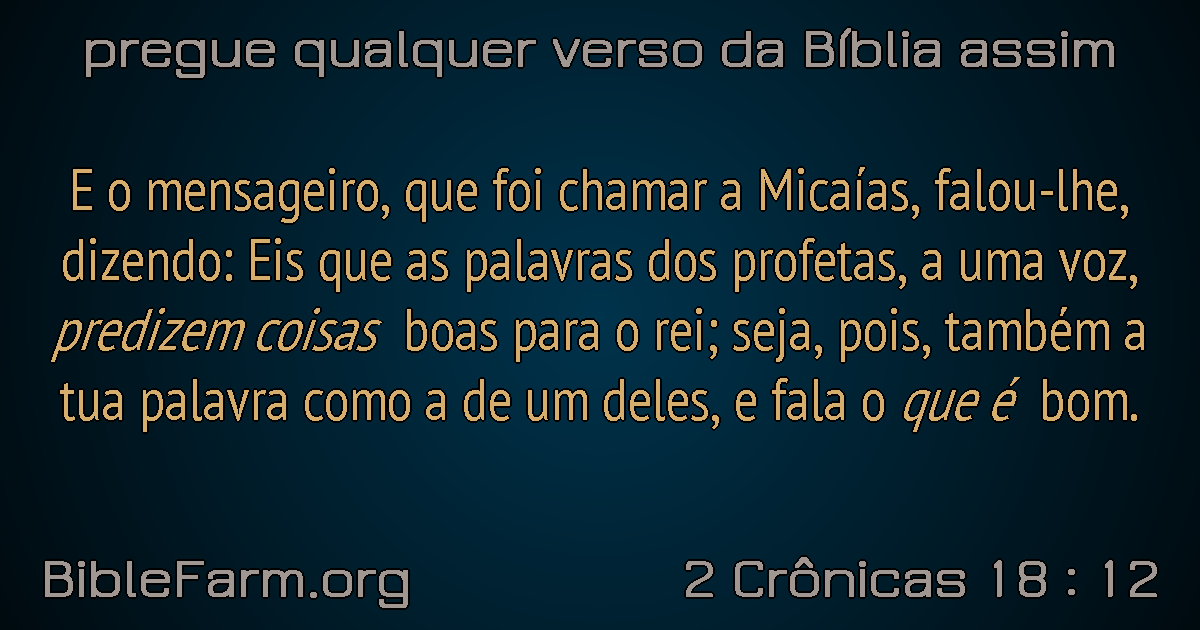 pregue qualquer verso da Bíblia assim
E o mensageiro, que foi chamar a Micaías, falou-lhe,
dizendo: Eis que as palavras dos profetas, a uma voz,
predizem coisas boas para o rei; seja, pois, também a
tua palavra como a de um deles, e fala o que é bom.
BibleFarm.org
2 Crônicas 18 : 12